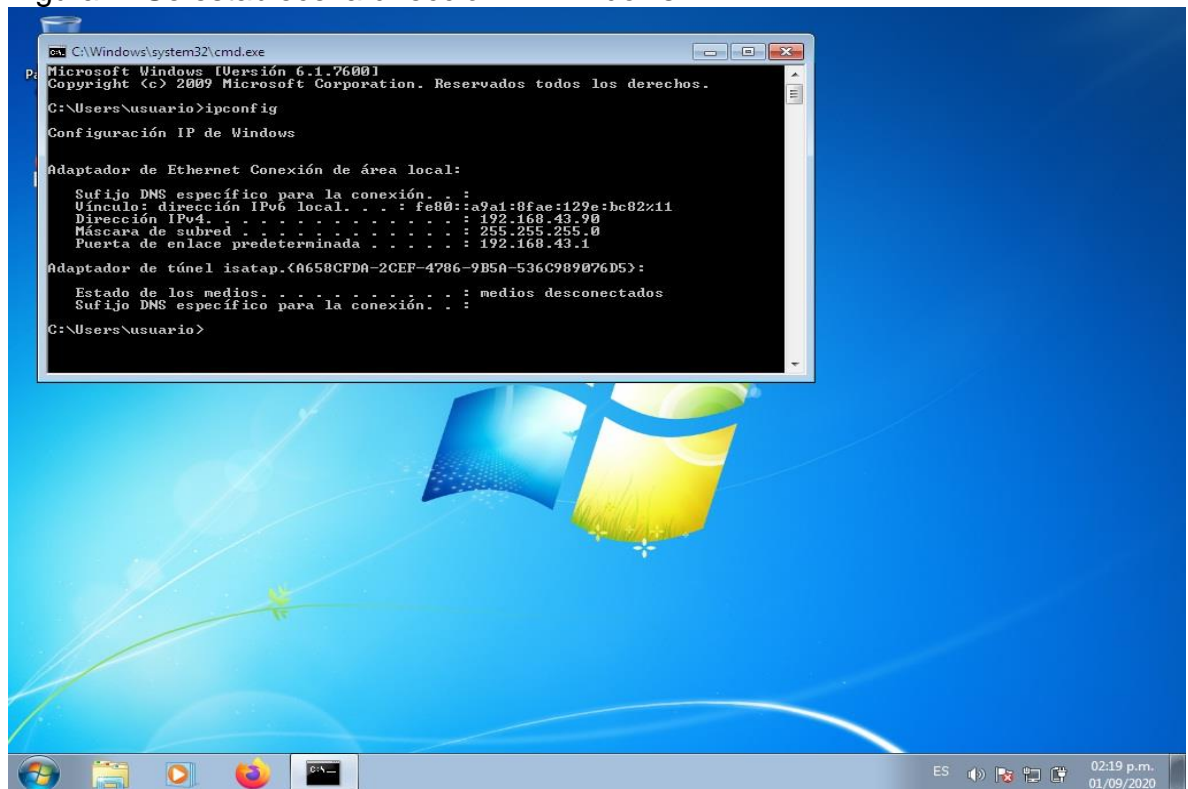 C:\Windows\system32\cmd.exe
Microsoft Windows [Versión 6.1.7600]
Copyright (c) 2009 Microsoft Corporation. Reservados todos los derechos.
C:\Users\usuario>ipconfig
Configuración IP de Windows
Adaptador de Ethernet Conexión de área local:
Sufijo DNS específico para la conexión. . :
Vínculo: dirección IPv6 local. . . : fe80::a9a1:8fae:129e:bc82%11
Dirección IPv4. . . . . . . . . . . . . . : 192.168.43.90
Máscara de subred . . . . . . . . . . . . : 255.255.255.0
Puerta de enlace predeterminada . . . . . : 192.168.43.1
Adaptador de túnel isatap.{A658CFDA-2CEF-4786-9B5A-536C989076D5}:
Estado de los medios. . . . . . . . . . . : medios desconectados
Sufijo DNS específico para la conexión. . :
C:\Users\usuario>
ES
02:19 p.m.
01/09/2020